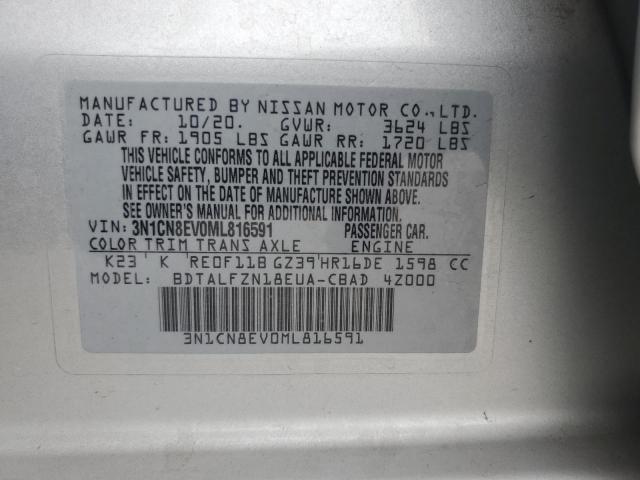 MANUFACTURED BY NISSAN MOTOR CO., LTD.
DATE: 10/20. GVWR: 3624 LBS
GAWR FR: 1905 LBS GAWR RR: 1720 LBS
THIS VEHICLE CONFORMS TO ALL APPLICABLE FEDERAL MOTOR
VEHICLE SAFETY, BUMPER AND THEFT PREVENTION STANDARDS
IN EFFECT ON THE DATE OF MANUFACTURE SHOWN ABOVE.
SEE OWNER'S MANUAL FOR ADDITIONAL INFORMATION.
VIN: 3N1CN8EV0ML816591 PASSENGER CAR.
COLOR TRIM TRANS AXLE ENGINE
K23 K RE0F11B GZ39 HR16DE 1598 CC
MODEL: BDTALFZN18EUA-CBAD 4Z000
3N1CN8EV0ML816591